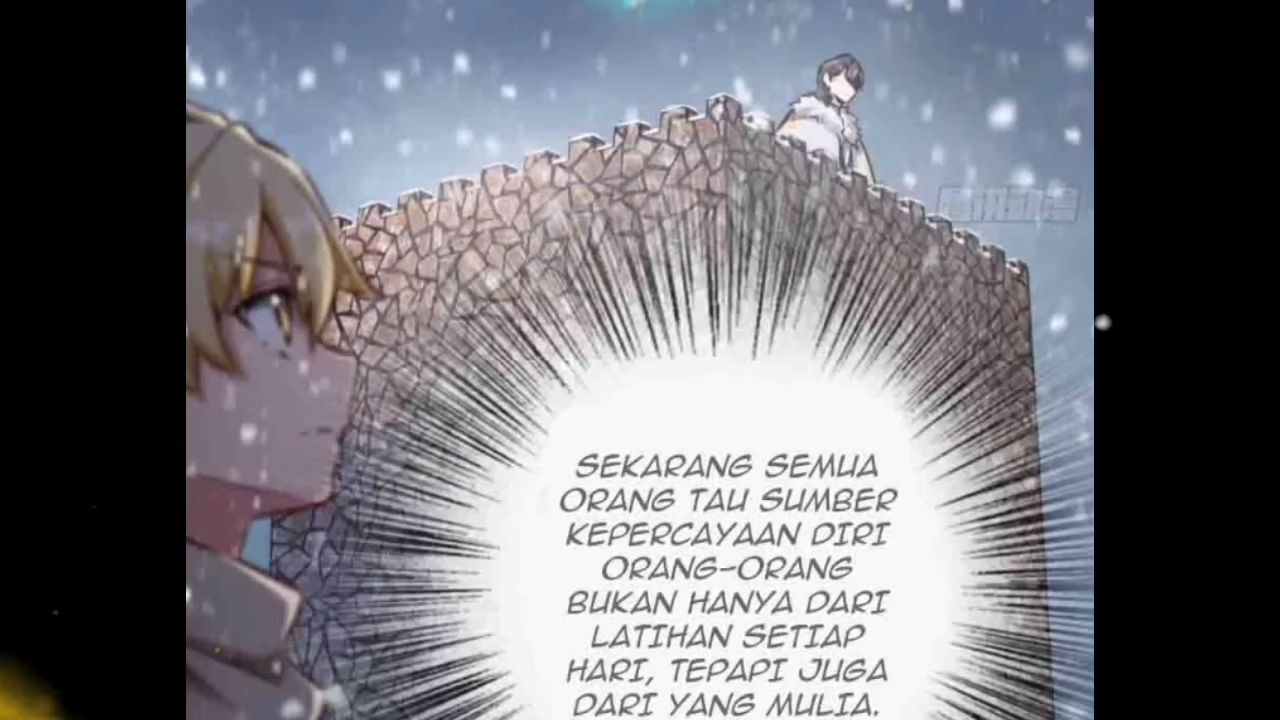 SEKARANG SEMUA
ORANG TAU SUMBER
KEPERCAYAAN DIRI
ORANG-ORANG
BUKAN HANYA DARI
LATIHAN SETIAP
HARI, TEPAPI JUGA
DARI YANG MULIA.